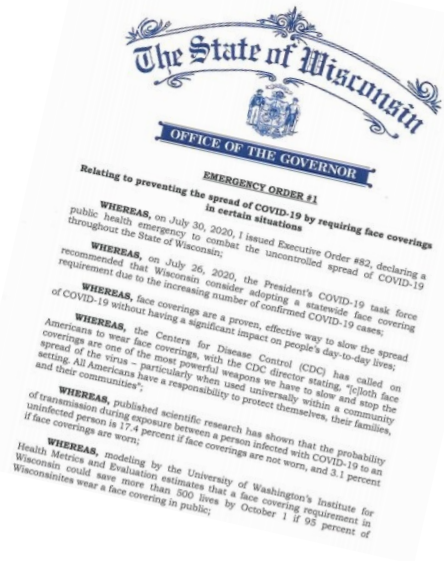 The State of Wisconsin
OFFICE OF THE GOVERNOR
EMERGENCY ORDER #1
Relating to preventing the spread of COVID-19 by requiring face coverings
in certain situations
WHEREAS, on July 30, 2020, I issued Executive Order #82, declaring a
public health emergency to combat the uncontrolled spread of COVID-19
throughout the State of Wisconsin;
WHEREAS, on July 26, 2020, the President's COVID-19 task force
recommended that Wisconsin consider adopting a statewide face covering
requirement due to the increasing number of confirmed COVID-19 cases;
WHEREAS, face coverings are a proven, effective way to slow the spread
of COVID-19 without having a significant impact on people's day-to-day lives;
WHEREAS, the Centers for Disease Control (CDC) has called on
Americans to wear face coverings, with the CDC director stating, "[c]loth face
coverings are one of the most powerful weapons we have to slow and stop the
spread of the virus – particularly when used universally within a community
setting. All Americans have a responsibility to protect themselves, their families,
and their communities";
WHEREAS, published scientific research has shown that the probability
of transmission during exposure between a person infected with COVID-19 to an
uninfected person is 17.4 percent if face coverings are not worn, and 3.1 percent
if face coverings are worn;
WHEREAS, modeling by the University of Washington's Institute for
Health Metrics and Evaluation estimates that a face covering requirement in
Wisconsin could save more than 500 lives by October 1 if 95 percent of
Wisconsinites wear a face covering in public;